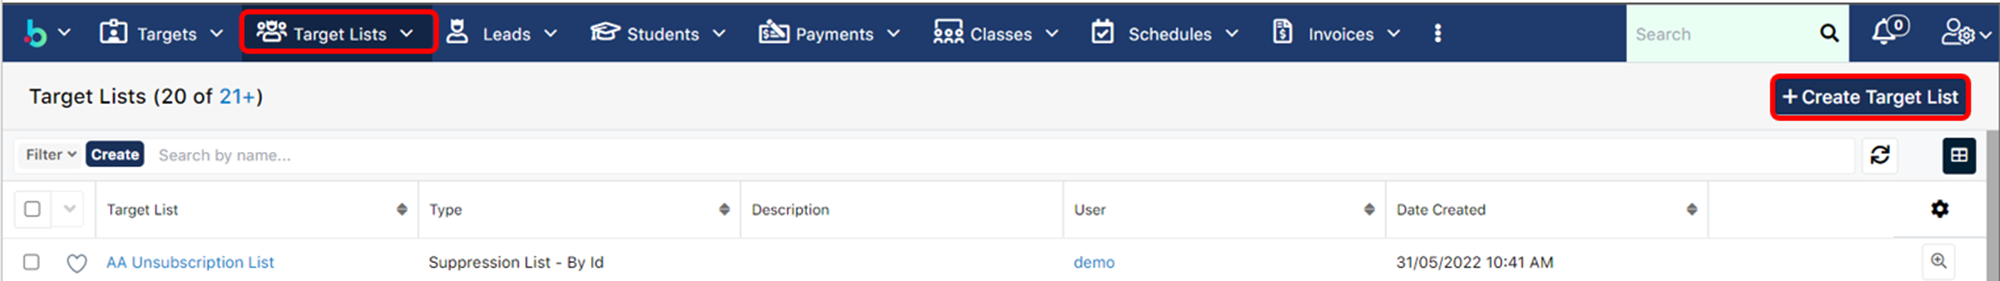 Targets Target Lists Leads Students Payments Classes Schedules Invoices Search 0
Target Lists (20 of 21+) + Create Target List
Filter Create Search by name...
Target List Type Description User Date Created
AA Unsubscription List Suppression List - By Id demo 31/05/2022 10:41 AM